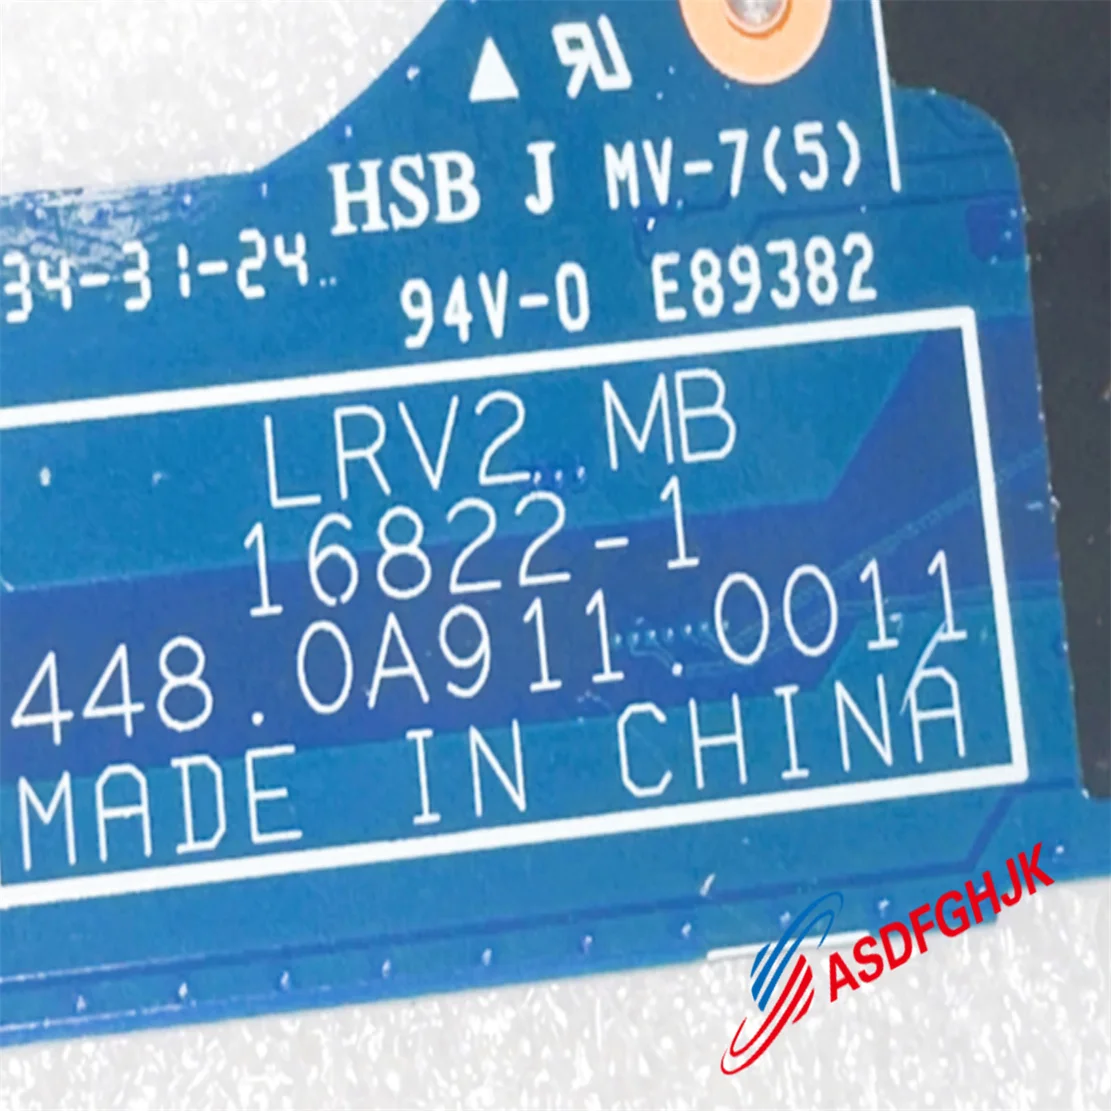 ▲ RU
HSB J MV-7(5)
34-31-24
94V-0 E89382
LRV2 MB
16822-1
448.0A911.0011
MADE IN CHINA
ASDFGHJK